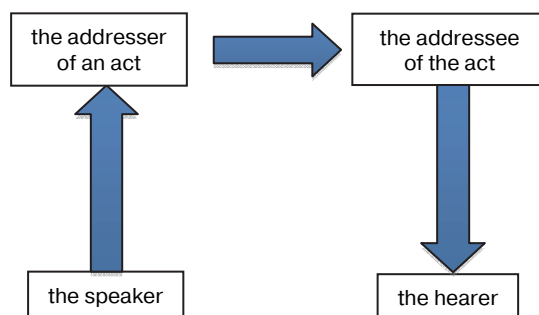 the addresser
of an act
the addressee
of the act
the speaker
the hearer